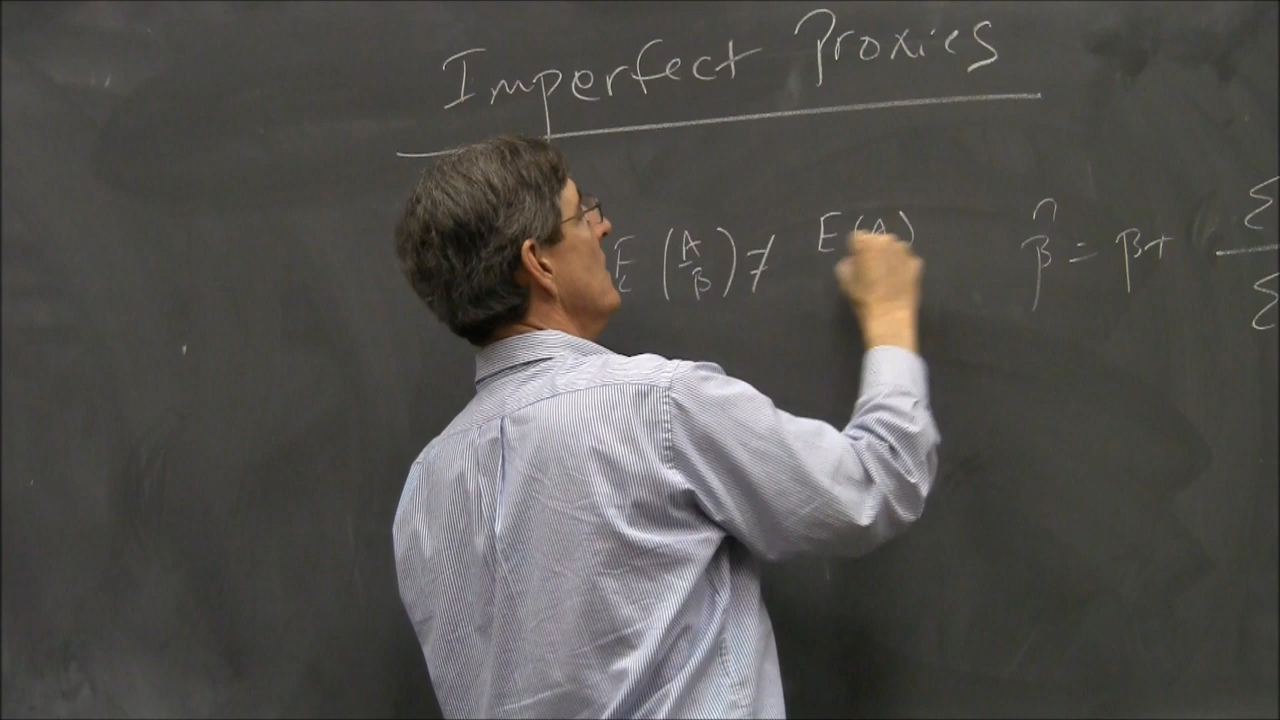 Imperfect Proxies
E(A/B) ≠ E(A) β̂ = β + Σ/Σ